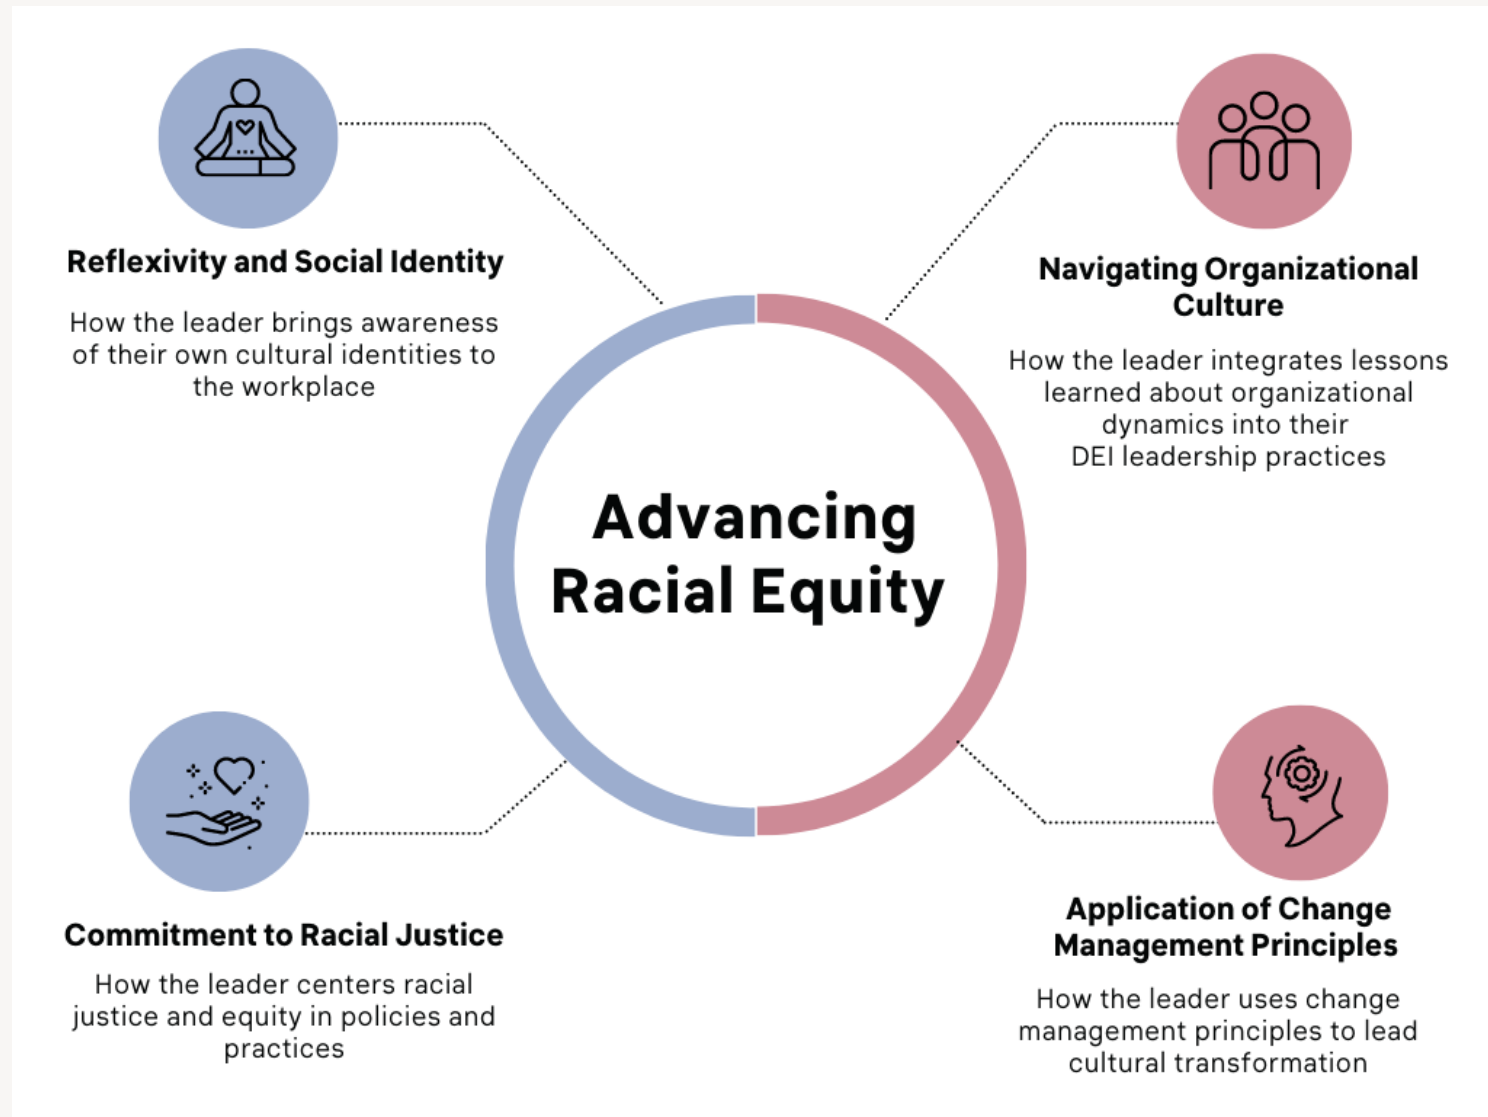 Reflexivity and Social Identity
How the leader brings awareness
of their own cultural identities to
the workplace
Navigating Organizational
Culture
How the leader integrates lessons
learned about organizational
dynamics into their
DEI leadership practices
Advancing
Racial Equity
Commitment to Racial Justice
How the leader centers racial
justice and equity in policies and
practices
Application of Change
Management Principles
How the leader uses change
management principles to lead
cultural transformation